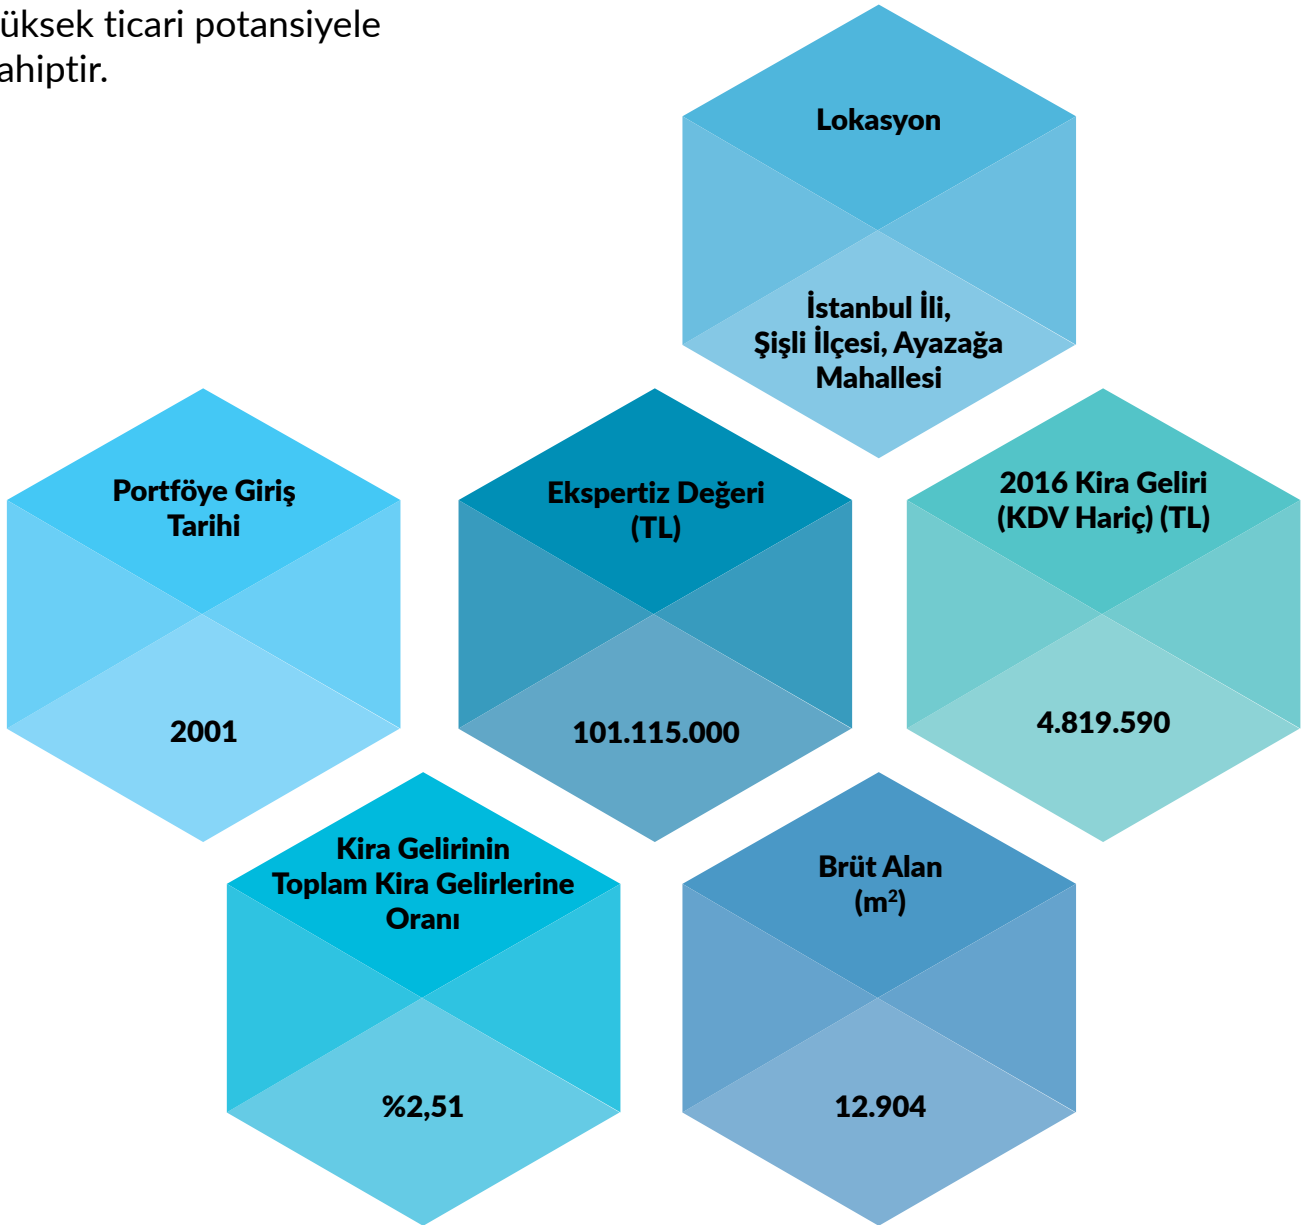 üksek ticari potansiyele
ahiptir.
Lokasyon
İstanbul İli,
Şişli İlçesi, Ayazağa
Mahallesi
Portföye Giriş
Tarihi
2001
Ekspertiz Değeri
(TL)
101.115.000
2016 Kira Geliri
(KDV Hariç) (TL)
4.819.590
Kira Gelirinin
Toplam Kira Gelirlerine
Oranı
%2,51
Brüt Alan
(m²)
12.904